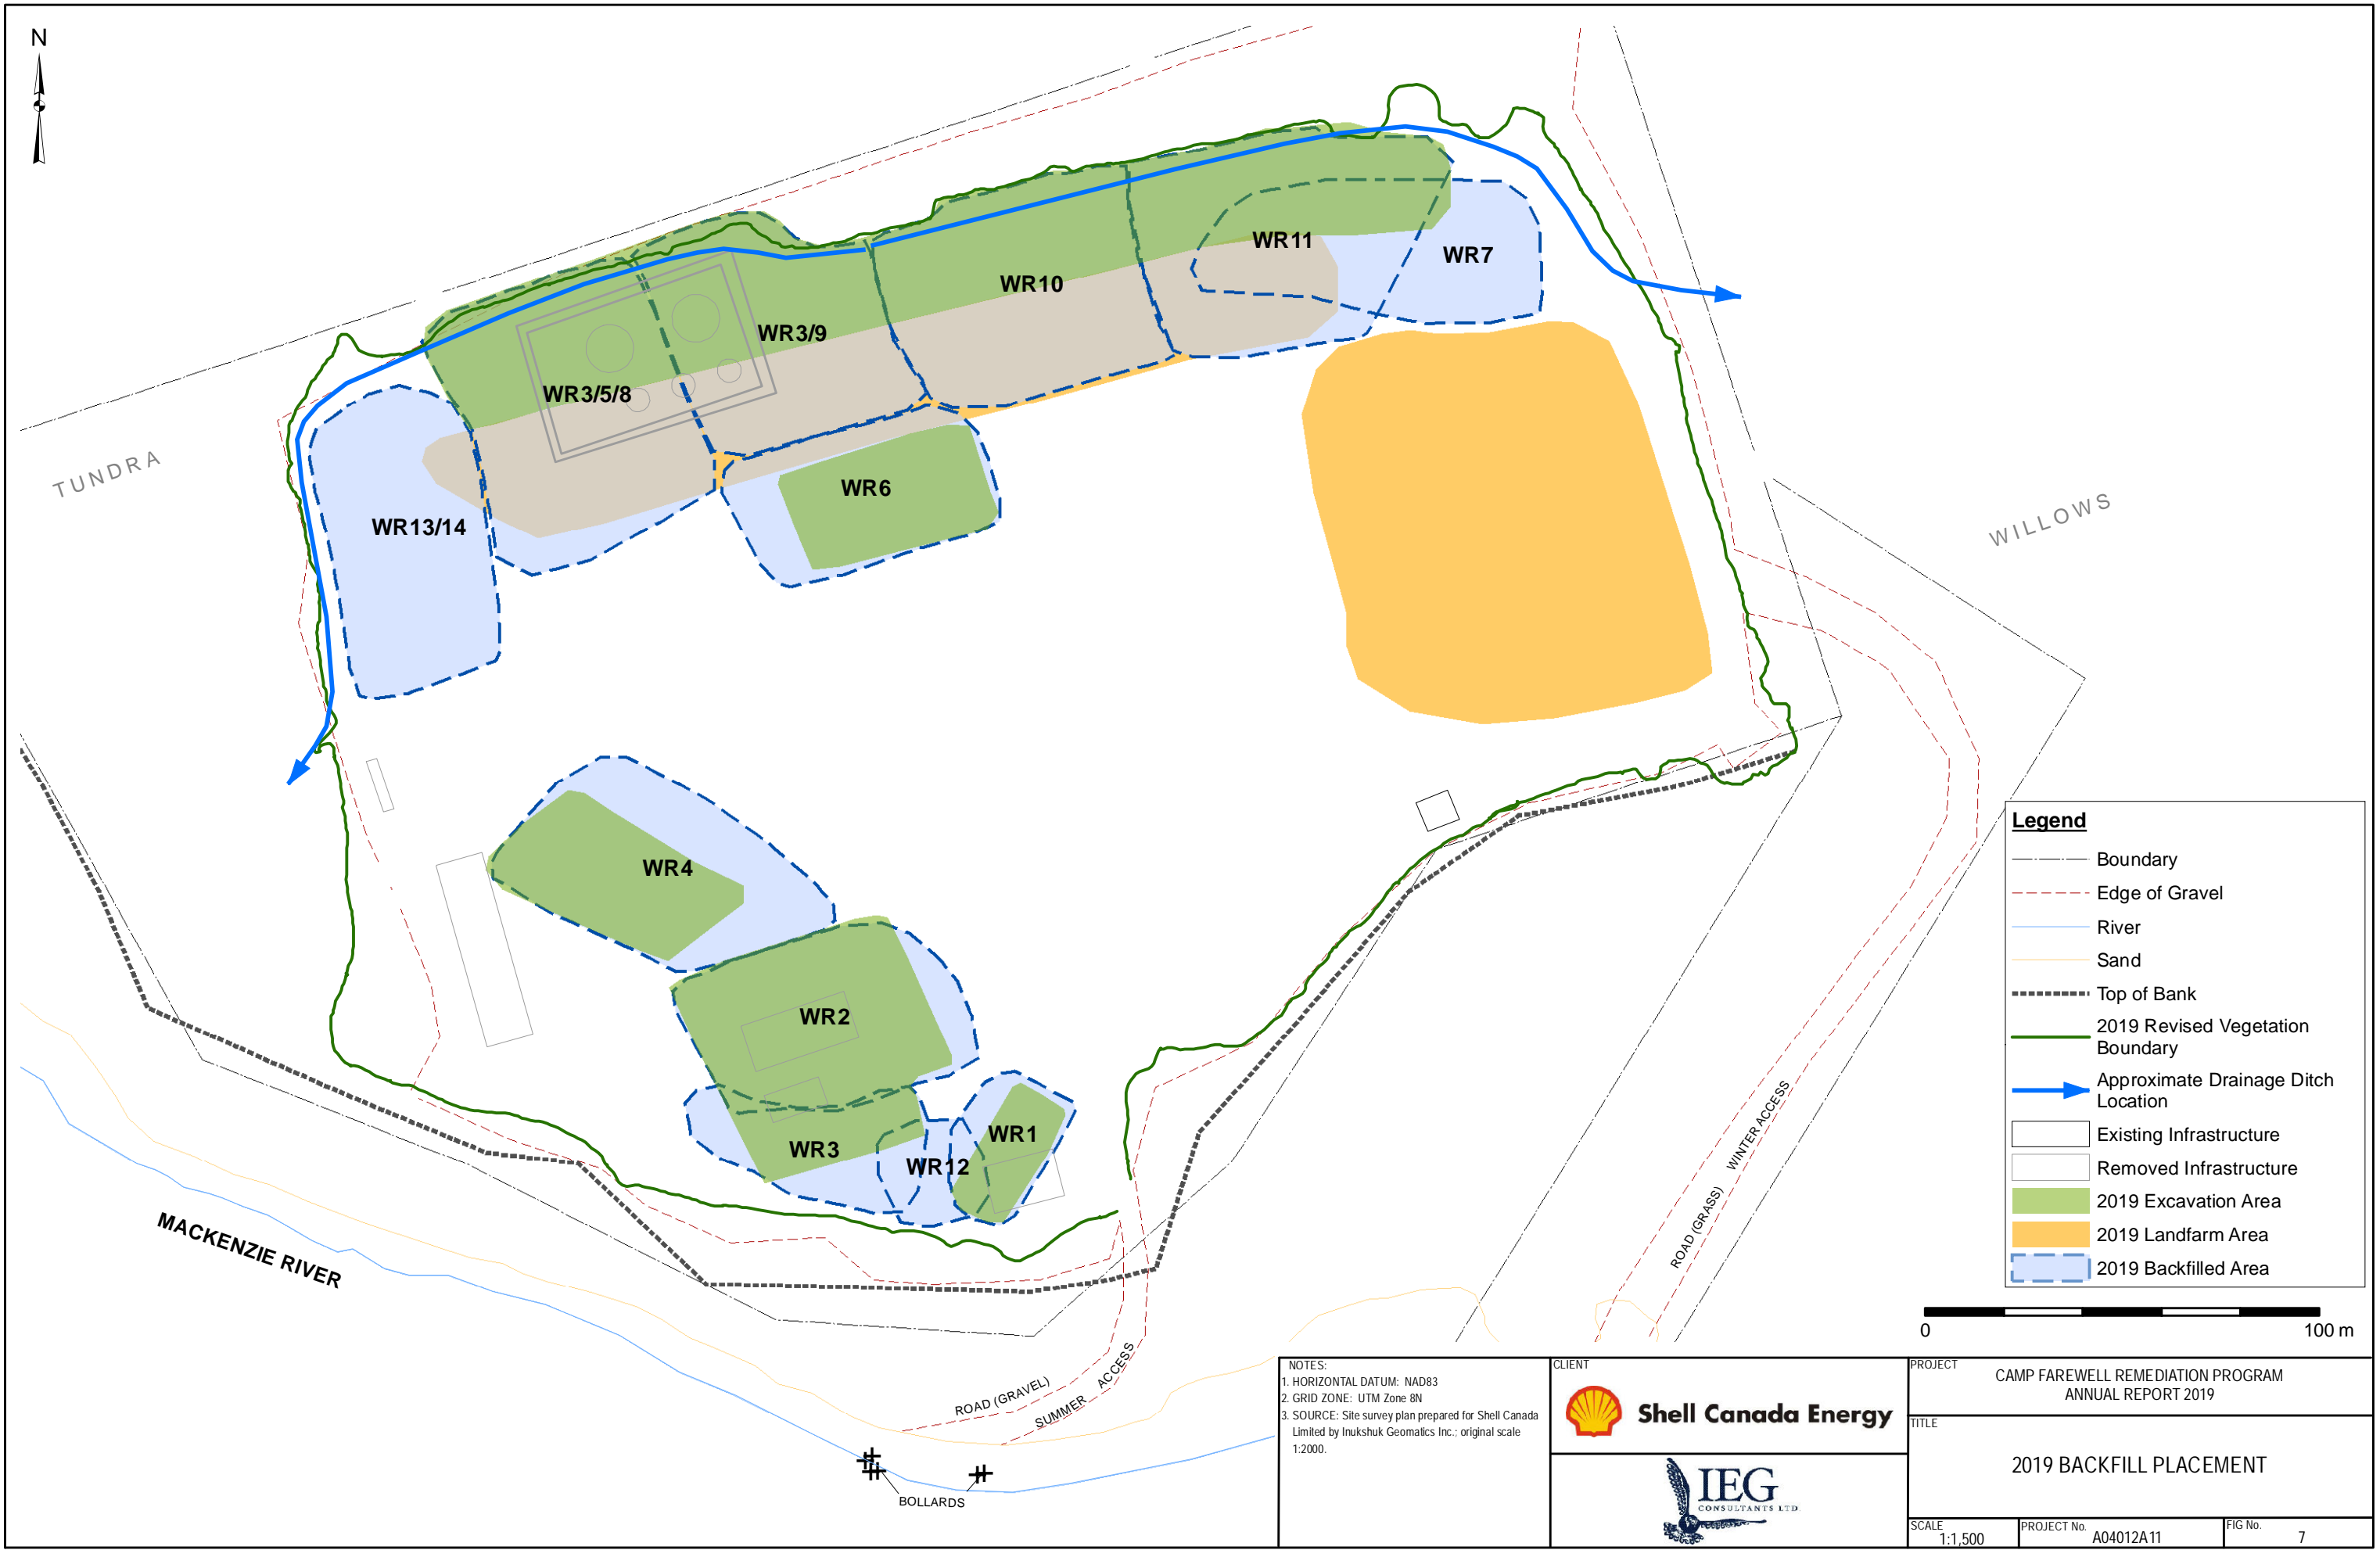 N
TUNDRA
WR11
WR7
WR10
WR3/9
WR3/5/8
WR6
WR13/14
WILLOWS
WR4
WR2
WR1
WR3
WR12
MACKENZIE RIVER
ROAD (GRAVEL)
SUMMER ACCESS
ROAD (GRASS)
WINTER ACCESS
BOLLARDS
Legend
Boundary
Edge of Gravel
River
Sand
Top of Bank
2019 Revised Vegetation
Boundary
Approximate Drainage Ditch
Location
Existing Infrastructure
Removed Infrastructure
2019 Excavation Area
2019 Landfarm Area
2019 Backfilled Area
0 100 m
NOTES:
1. HORIZONTAL DATUM: NAD83
2. GRID ZONE: UTM Zone 8N
3. SOURCE: Site survey plan prepared for Shell Canada
Limited by Inukshuk Geomatics Inc.; original scale
1:2000.
CLIENT
Shell Canada Energy
IEG
CONSULTANTS LTD.
PROJECT
CAMP FAREWELL REMEDIATION PROGRAM
ANNUAL REPORT 2019
TITLE
2019 BACKFILL PLACEMENT
SCALE
1:1,500
PROJECT No.
A04012A11
FIG No.
7